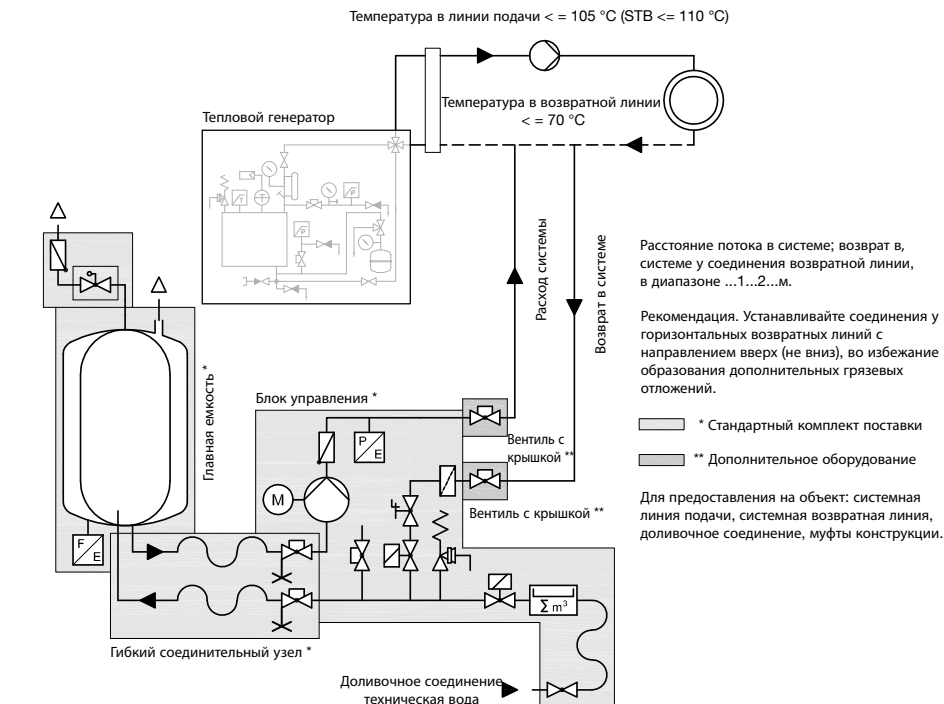 Температура в линии подачи < = 105 °C (STB <= 110 °C)
Температура в возвратной линии
< = 70 °C
Тепловой генератор
Расход системы
Возврат в системе
Расстояние потока в системе; возврат в,
системе у соединения возвратной линии,
в диапазоне ...1...2...м.
Рекомендация. Устанавливайте соединения у
горизонтальных возвратных линий с
направлением вверх (не вниз), во избежание
образования дополнительных грязевых
отложений.
* Стандартный комплект поставки
** Дополнительное оборудование
Для предоставления на объект: системная
линия подачи, системная возвратная линия,
доливочное соединение, муфты конструкции.
Главная емкость *
Блок управления *
P
E
Вентиль с
крышкой **
M
Вентиль с крышкой **
F
E
Σ m³
Гибкий соединительный узел *
Доливочное соединение
техническая вода